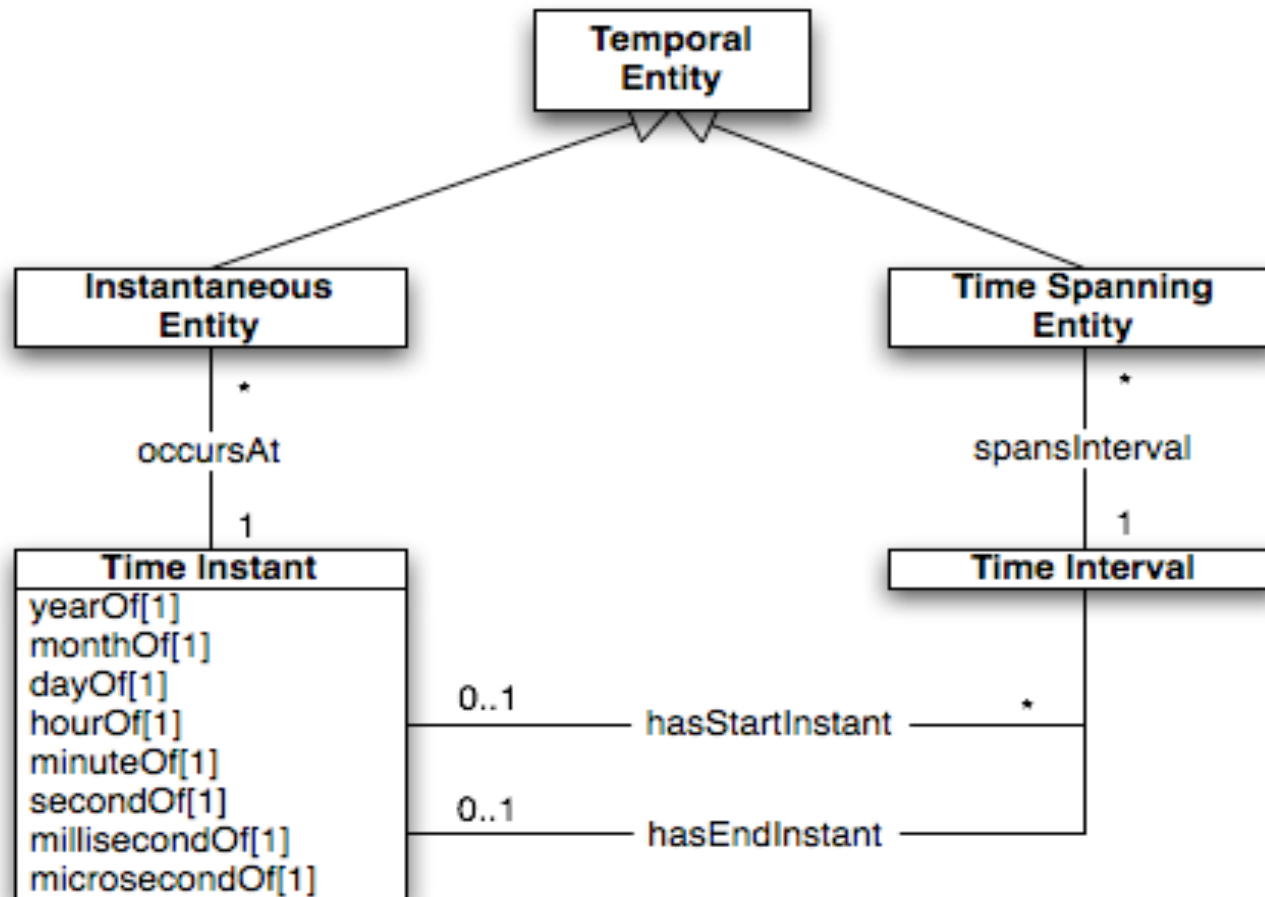 Temporal
Entity
Instantaneous
Entity
Time Spanning
Entity
*
*
occursAt
spansInterval
1
1
Time Instant
Time Interval
yearOf[1]
monthOf[1]
dayOf[1]
hourOf[1]
minuteOf[1]
secondOf[1]
millisecondOf[1]
microsecondOf[1]
0..1
hasStartInstant
*
0..1
hasEndInstant